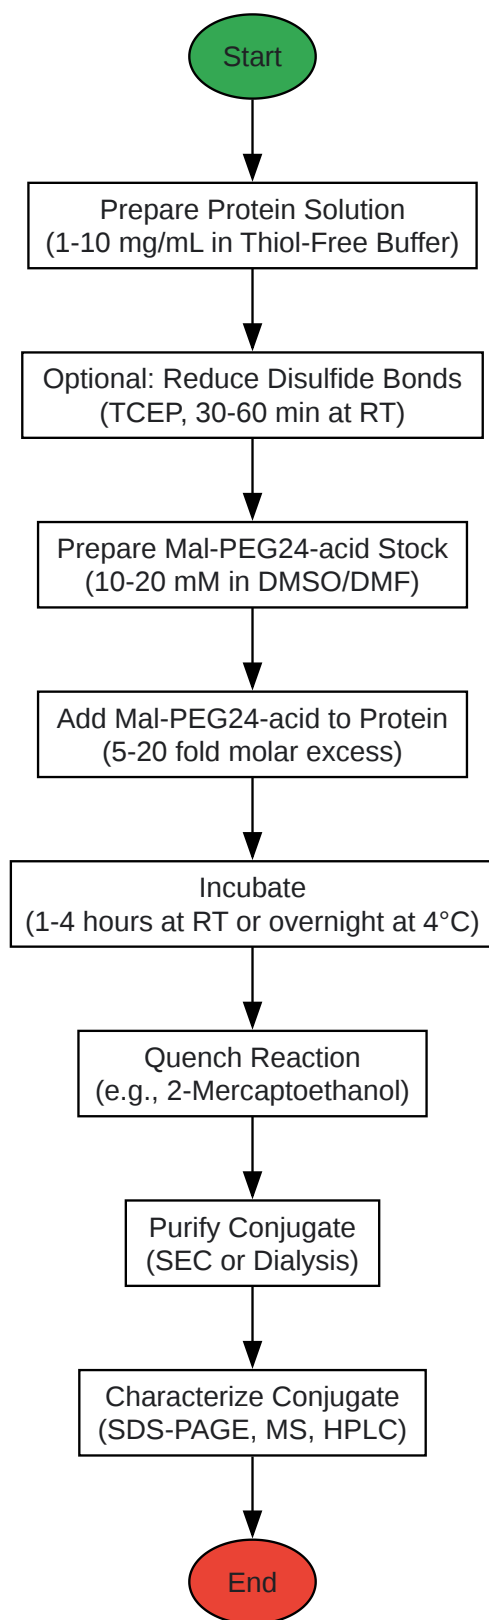 Start
Prepare Protein Solution
(1-10 mg/mL in Thiol-Free Buffer)
Optional: Reduce Disulfide Bonds
(TCEP, 30-60 min at RT)
Prepare Mal-PEG24-acid Stock
(10-20 mM in DMSO/DMF)
Add Mal-PEG24-acid to Protein
(5-20 fold molar excess)
Incubate
(1-4 hours at RT or overnight at 4°C)
Quench Reaction
(e.g., 2-Mercaptoethanol)
Purify Conjugate
(SEC or Dialysis)
Characterize Conjugate
(SDS-PAGE, MS, HPLC)
End